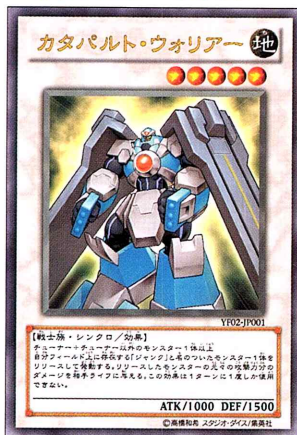 カタパルト・ウォリアー
地
YF02-JP001
【戦士族・シンクロ/効果】
チューナー+チューナー以外のモンスター1体以上
自分フィールド上に存在する「ジャンク」と名のついたモンスター1体を
リリースして発動する。リリースしたモンスターの元々の攻撃力分の
ダメージを相手ライフに与える。この効果は1ターンに1度しか使用
できない。
ATK/1000 DEF/1500
©高橋和希 スタジオ・ダイス/集英社